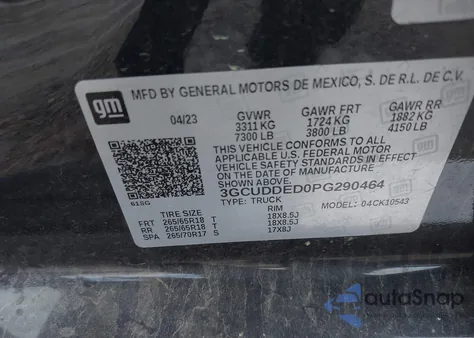 gm
MFD BY GENERAL MOTORS DE MEXICO, S. DE R.L. DE C.V.
04/23 GVWR GAWR FRT GAWR RR
3311 KG 1724 KG 1882 KG
7300 LB 3800 LB 4150 LB
THIS VEHICLE CONFORMS TO ALL
APPLICABLE U.S. FEDERAL MOTOR
VEHICLE SAFETY STANDARDS IN EFFECT
ON THE DATE OF MANUFACTURE SHOWN ABOVE.
3GCUDDED0PG290464
61SG TYPE: TRUCK MODEL: 04CK10543
TIRE SIZE RIM
FRT 265/65R18 T 18X8.5J
RR 265/65R18 T 18X8.5J
SPA 265/70R17 S 17X8J
autoSnap